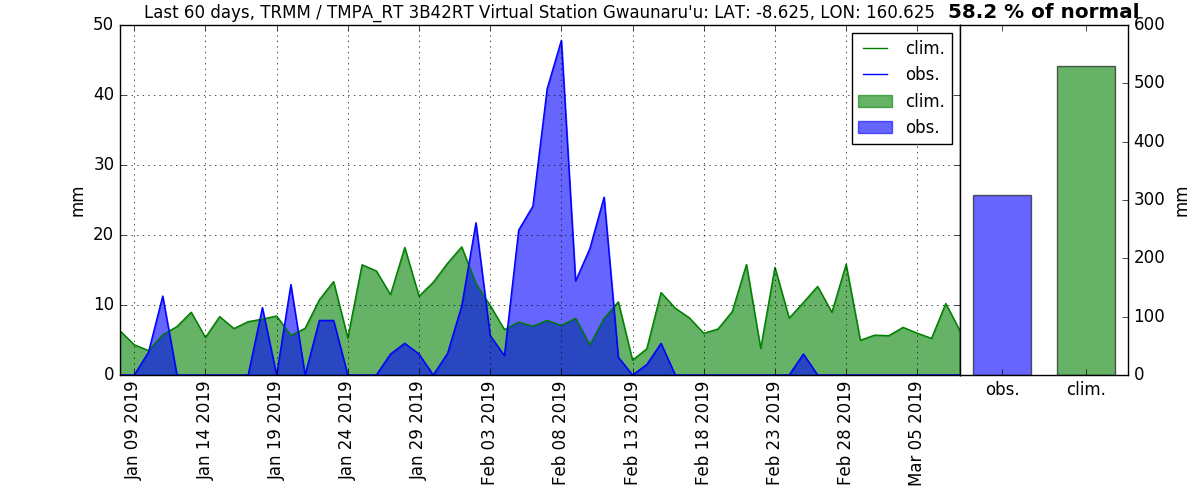 Last 60 days, TRMM / TMPA_RT 3B42RT Virtual Station Gwaunaru'u: LAT: -8.625, LON: 160.625 58.2 % of normal
50
40
30
20
10
0
mm
clim.
obs.
clim.
obs.
Jan 09 2019
Jan 14 2019
Jan 19 2019
Jan 24 2019
Jan 29 2019
Feb 03 2019
Feb 08 2019
Feb 13 2019
Feb 18 2019
Feb 23 2019
Feb 28 2019
Mar 05 2019
600
500
400
300
200
100
0
mm
obs.
clim.